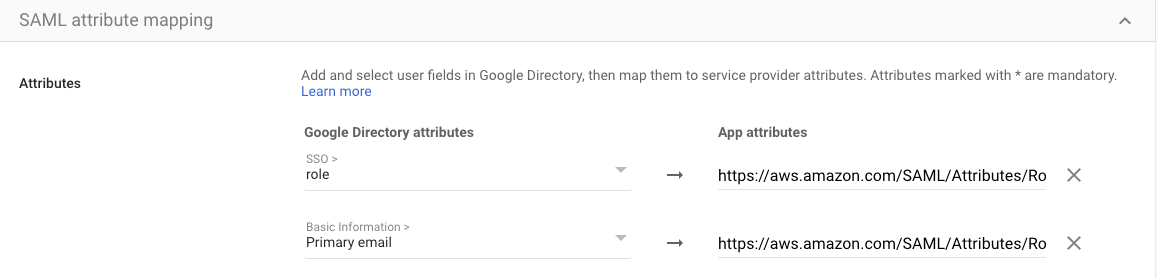 SAML attribute mapping
Attributes
Add and select user fields in Google Directory, then map them to service provider attributes. Attributes marked with * are mandatory.
Learn more
Google Directory attributes
App attributes
SSO >
role
https://aws.amazon.com/SAML/Attributes/Ro
Basic Information >
Primary email
https://aws.amazon.com/SAML/Attributes/Ro